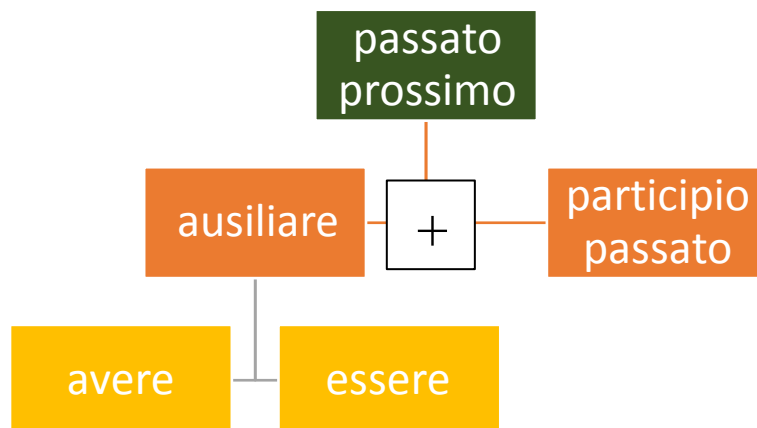 passato
prossimo
ausiliare
+
participio
passato
avere
essere